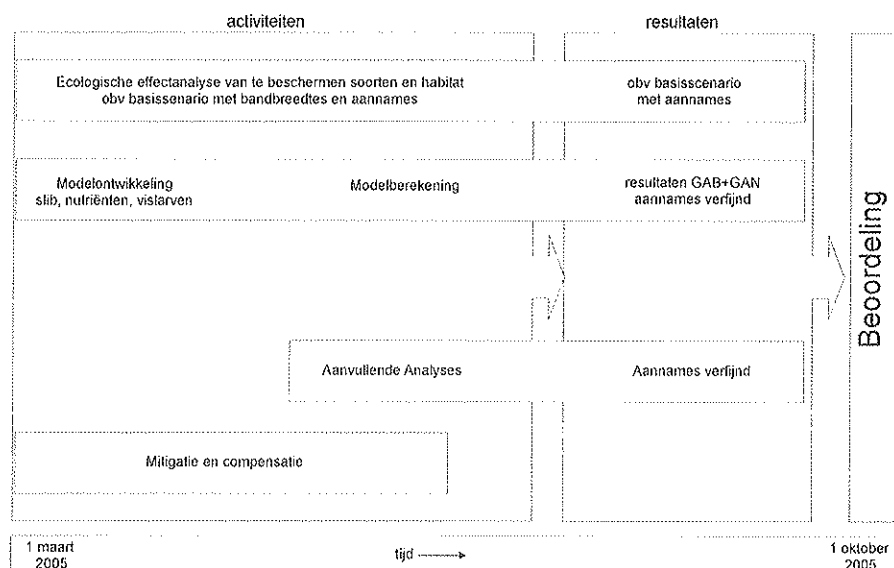 activiteiten
resultaten
Ecologische effectanalyse van te beschermen soorten en habitat
obv basissenario met bandbreedtes en aannames
obv basisscenario
met aannames
Modelontwikkeling
slib, nutriënten, vislarven
Modelberekening
resultaten GAB+GAN
aannames verfijnd
Beoordeling
Aanvullende Analyses
Aannames verfijnd
Mitigatie en compensatie
1 maart
2005
tijd
1 oktober
2005